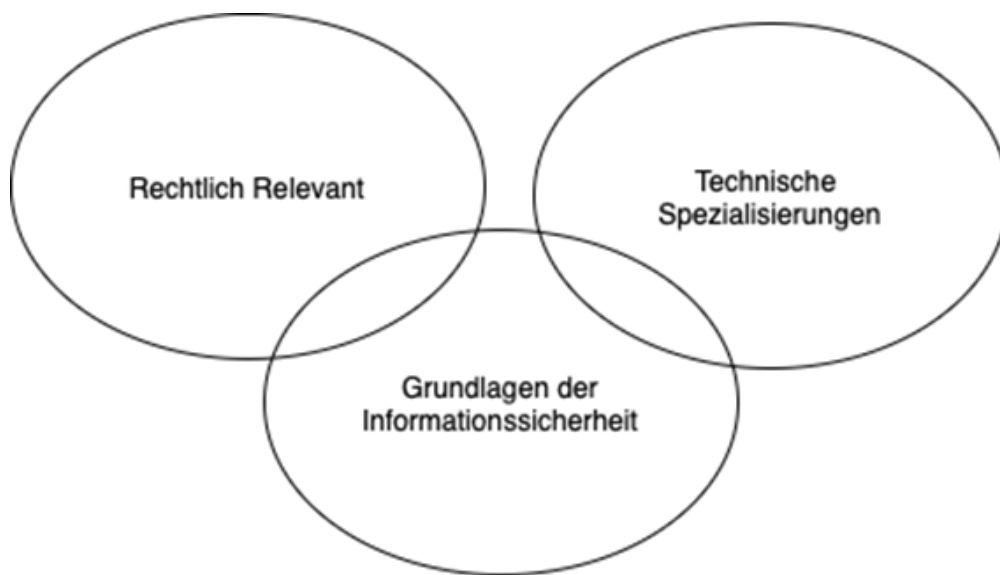 Rechtlich Relevant
Technische
Spezialisierungen
Grundlagen der
Informationssicherheit